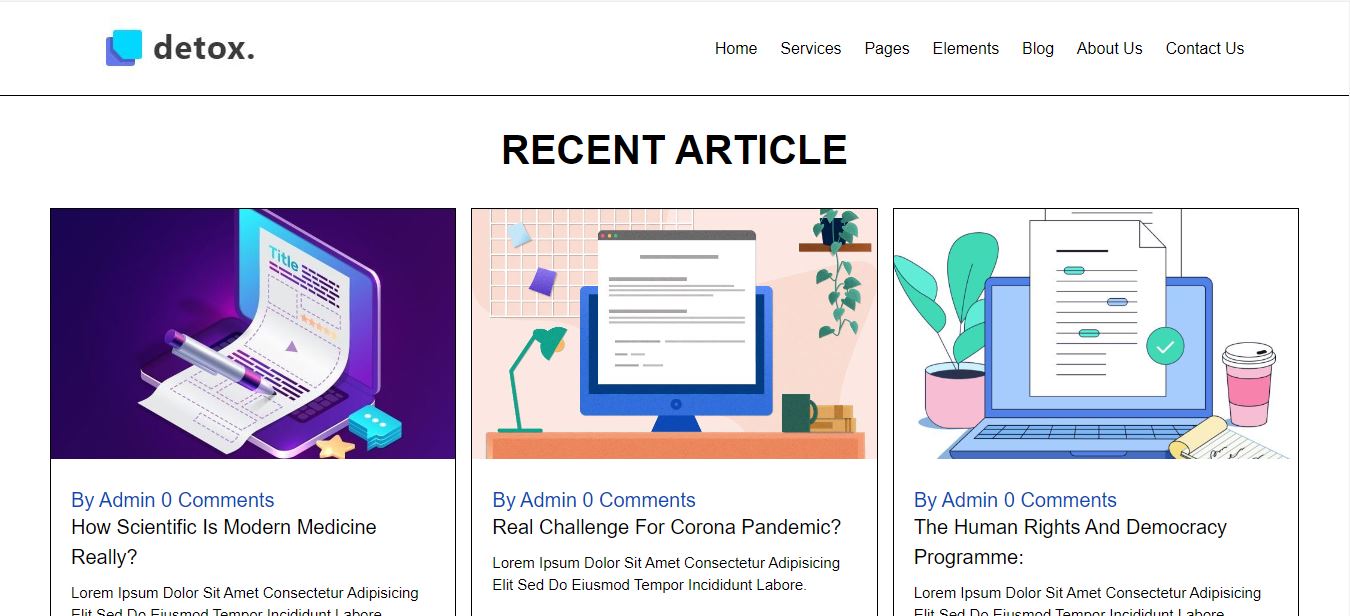 detox.
Home Services Pages Elements Blog About Us Contact Us
RECENT ARTICLE
Title
By Admin 0 Comments
How Scientific Is Modern Medicine
Really?
Lorem Ipsum Dolor Sit Amet Consectetur Adipisicing
Elit Sed Do Eiusmod Tempor Incididunt Labore.
By Admin 0 Comments
Real Challenge For Corona Pandemic?
Lorem Ipsum Dolor Sit Amet Consectetur Adipisicing
Elit Sed Do Eiusmod Tempor Incididunt Labore.
By Admin 0 Comments
The Human Rights And Democracy
Programme:
Lorem Ipsum Dolor Sit Amet Consectetur Adipisicing
Elit Sed Do Eiusmod Tempor Incididunt Labore.